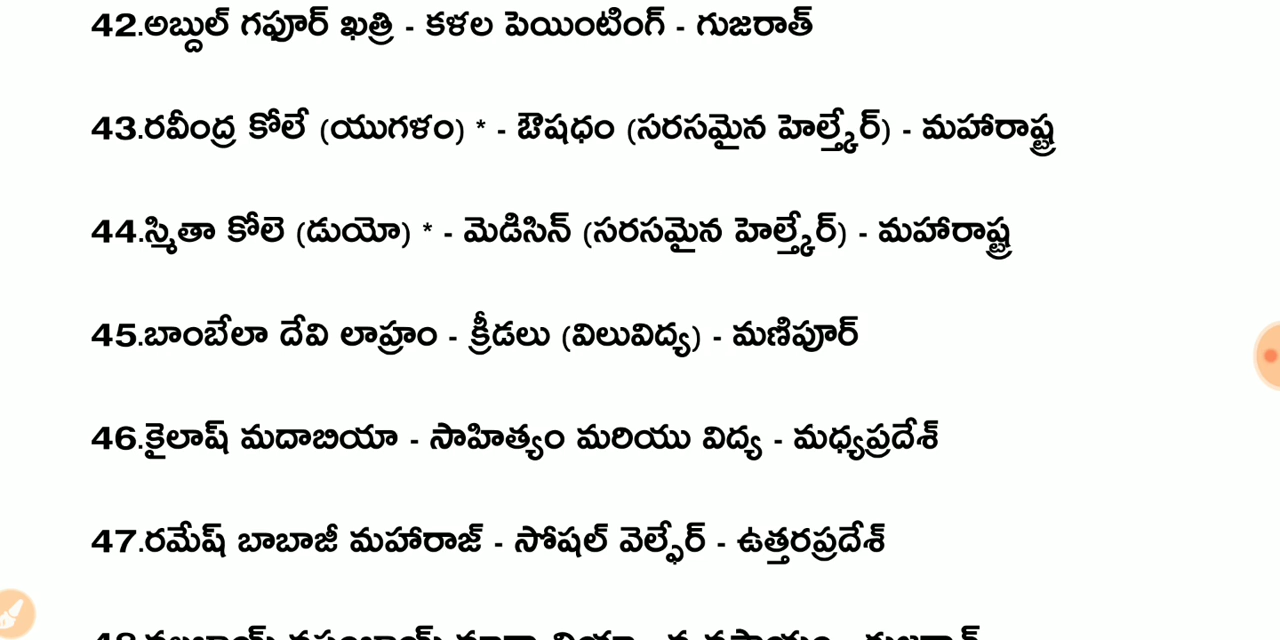 42.అబ్దుల్ గఫూర్ ఖత్రి - కళల పెయింటింగ్ - గుజరాత్
43.రవీంద్ర కోలే (యుగళం) * - ఔషధం (సరసమైన హెల్త్కేర్) - మహారాష్ట్ర
44.స్మితా కోలె (డుయో) * - మెడిసిన్ (సరసమైన హెల్త్కేర్) - మహారాష్ట్ర
45.బాంబేలా దేవి లాహ్రం - క్రీడలు (విలువిద్య) - మణిపూర్
46.కైలాష్ మదాబియా - సాహిత్యం మరియు విద్య - మధ్యప్రదేశ్
47.రమేష్ బాబాజీ మహారాజ్ - సోషల్ వెల్ఫేర్ - ఉత్తరప్రదేశ్